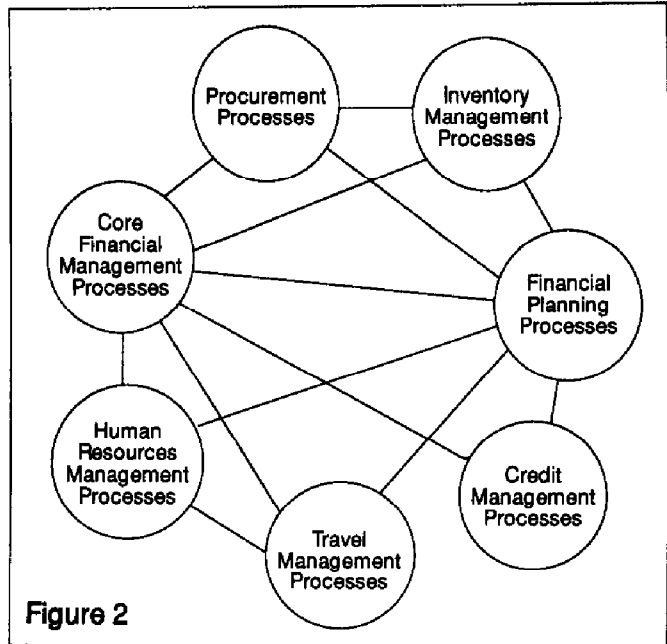 Procurement
Processes
Inventory
Management
Processes
Core
Financial
Management
Processes
Financial
Planning
Processes
Human
Resources
Management
Processes
Credit
Management
Processes
Travel
Management
Processes
Figure 2